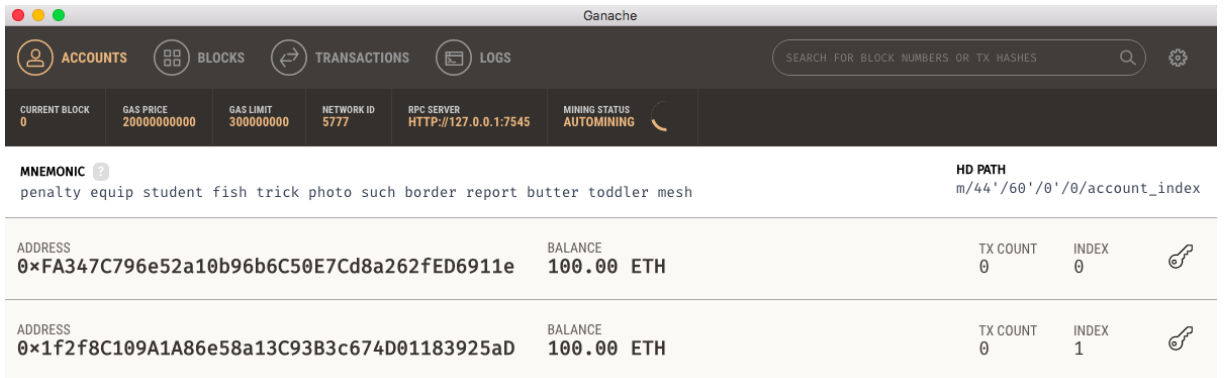 Ganache
ACCOUNTS BLOCKS TRANSACTIONS LOGS SEARCH FOR BLOCK NUMBERS OR TX HASHES
CURRENT BLOCK GAS PRICE GAS LIMIT NETWORK ID RPC SERVER MINING STATUS
0 20000000000 300000000 5777 HTTP://127.0.0.1:7545 AUTOMINING
MNEMONIC ? HD PATH
penalty equip student fish trick photo such border report butter toddler mesh m/44'/60'/0'/0/account_index
ADDRESS BALANCE TX COUNT INDEX
0×FA347C796e52a10b96b6C50E7Cd8a262fED6911e 100.00 ETH 0 0
ADDRESS BALANCE TX COUNT INDEX
0×1f2f8C109A1A86e58a13C93B3c674D01183925aD 100.00 ETH 0 1